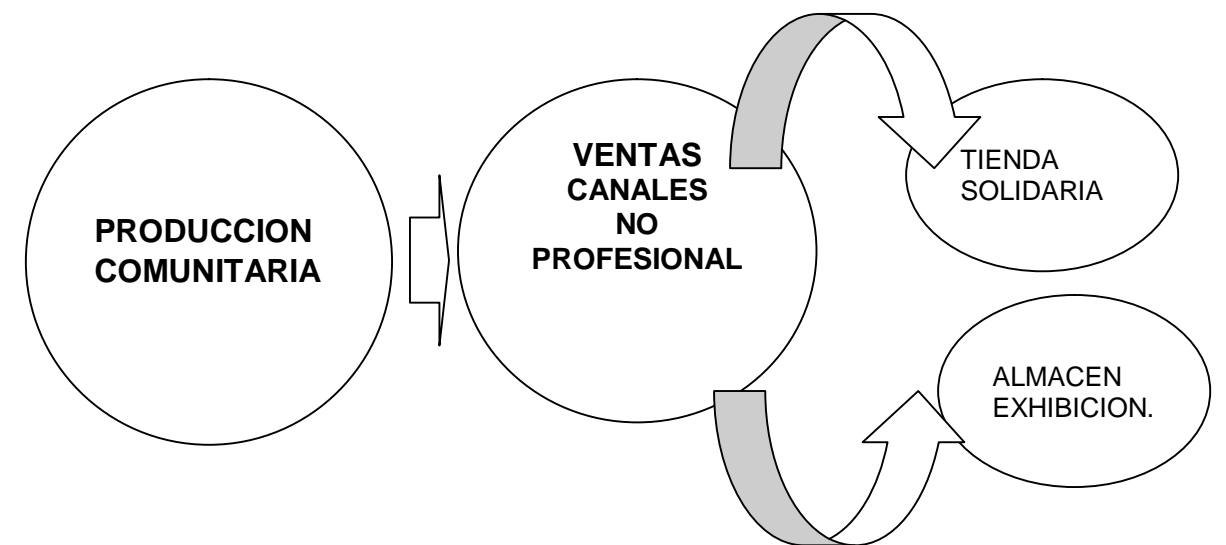 PRODUCCION
COMUNITARIA
VENTAS
CANALES
NO
PROFESIONAL
TIENDA
SOLIDARIA
ALMACEN
EXHIBICION.